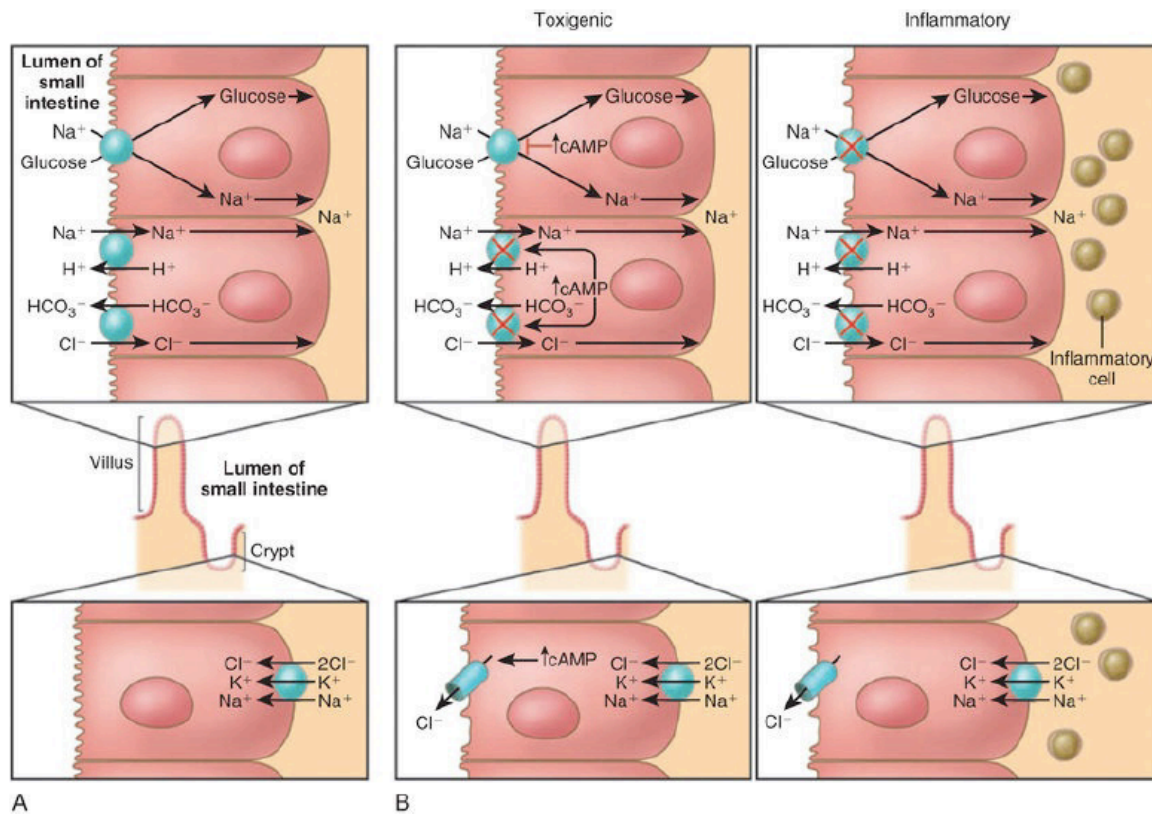 Toxigenic
Inflammatory
Lumen of
small
intestine
Na⁺
Glucose
Glucose
Na⁺
Na⁺
Na⁺
Na⁺
H⁺
H⁺
HCO₃⁻
HCO₃⁻
Cl⁻
Cl⁻
Na⁺
Glucose
Glucose
↑cAMP
Na⁺
Na⁺
Na⁺
Na⁺
H⁺
H⁺
↑cAMP
HCO₃⁻
HCO₃⁻
Cl⁻
Cl⁻
Na⁺
Glucose
Glucose
Na⁺
Na⁺
Na⁺
Na⁺
H⁺
H⁺
HCO₃⁻
HCO₃⁻
Cl⁻
Cl⁻
Inflammatory
cell
Villus
Lumen of
small intestine
Crypt
Cl⁻
2Cl⁻
K⁺
K⁺
Na⁺
Na⁺
↑cAMP
Cl⁻
Cl⁻
2Cl⁻
K⁺
K⁺
Na⁺
Na⁺
Cl⁻
Cl⁻
2Cl⁻
K⁺
K⁺
Na⁺
Na⁺
A
B